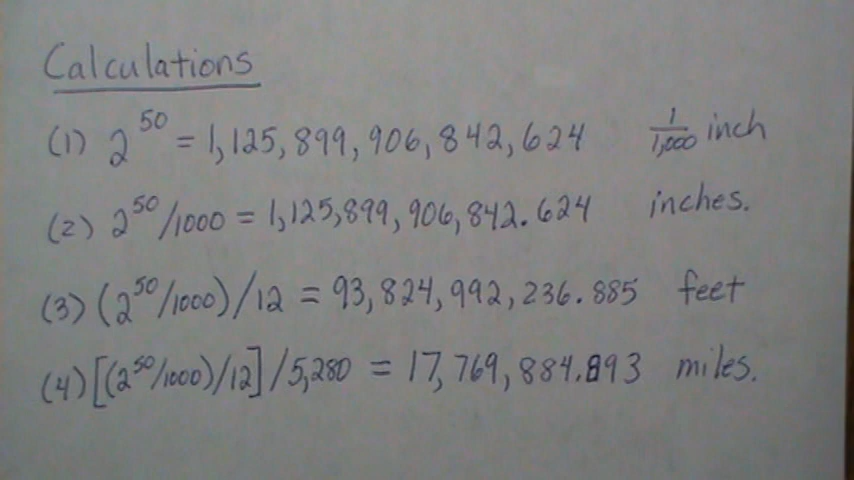 Calculations
(1) 2^50 = 1,125,899,906,842,624 1/1,000 inch
(2) 2^50/1000 = 1,125,899,906,842.624 inches.
(3) (2^50/1000)/12 = 93,824,992,236.885 feet
(4) [(2^50/1000)/12]/5,280 = 17,769,884.893 miles.